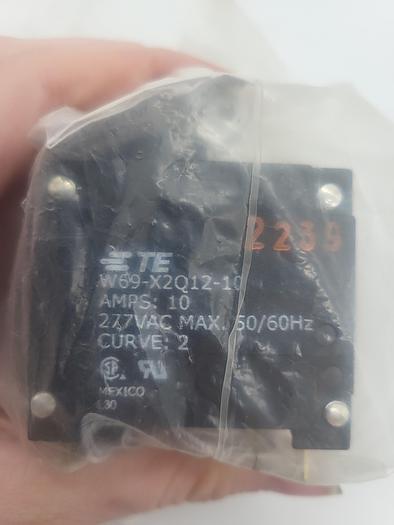 2239
TE
W69-X2Q12-10
AMPS: 10
277VAC MAX. 50/60Hz
CURVE: 2
MEXICO
L30